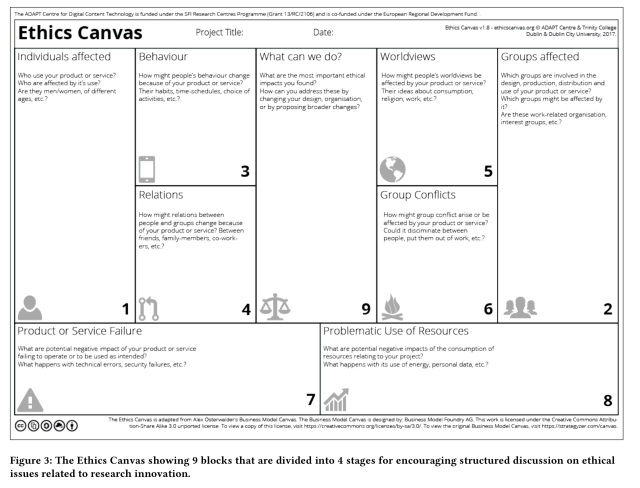 The ADAPT Centre for Digital Content Technology is funded under the SFI Research Centres Programme (Grant 13/RC/2106) and is co-funded under the European Regional Development Fund.
Ethics Canvas
Project Title:
Date:
Ethics Canvas v1.8 - ethicscanvas.org © ADAPT Centre & Trinity College
Dublin & Dublin City University, 2017.
Individuals affected
Who use your product or service?
Who are affected by it's use?
Are they men/women, of different
ages, etc.?
1
Behaviour
How might people's behaviour change
because of your product or service?
Their habits, time-schedules, choice of
activities, etc.?
3
Relations
How might relations between
people and groups change because
of your product or service? Between
friends, family-members, co-work-
ers, etc.?
4
What can we do?
What are the most important ethical
impacts you found?
How can you address these by
changing your design, organisation,
or by proposing broader changes?
9
Worldviews
How might people's worldviews be
affected by your product or service?
Their ideas about consumption,
religion, work, etc.?
5
Group Conflicts
How might group conflict arise or be
affected by your product or service?
Could it discriminate between
people, put them out of work, etc.?
6
Groups affected
Which groups are involved in the
design, production, distribution and
use of your product or service?
Which groups might be affected by
it?
Are these work-related organisation,
interest groups, etc.?
2
Product or Service Failure
What are potential negative impact of your product or service
failing to operate or to be used as intended?
What happens with technical errors, security failures, etc.?
7
Problematic Use of Resources
What are potential negative impacts of the consumption of
resources relating to your project?
What happens with its use of energy, personal data, etc.?
8
The Ethics Canvas is adapted from Alex Osterwalder's Business Model Canvas. The Business Model Canvas is designed by: Business Model Foundry AG. This work is licensed under the Creative Commons Attribu-
tion-Share Alike 3.0 unported license. To view a copy of this license, visit https://creativecommons.org/licenses/by-sa/3.0/. To view the original Business Model Canvas, visit https://strategyzer.com/canvas.
Figure 3: The Ethics Canvas showing 9 blocks that are divided into 4 stages for encouraging structured discussion on ethical
issues related to research innovation.